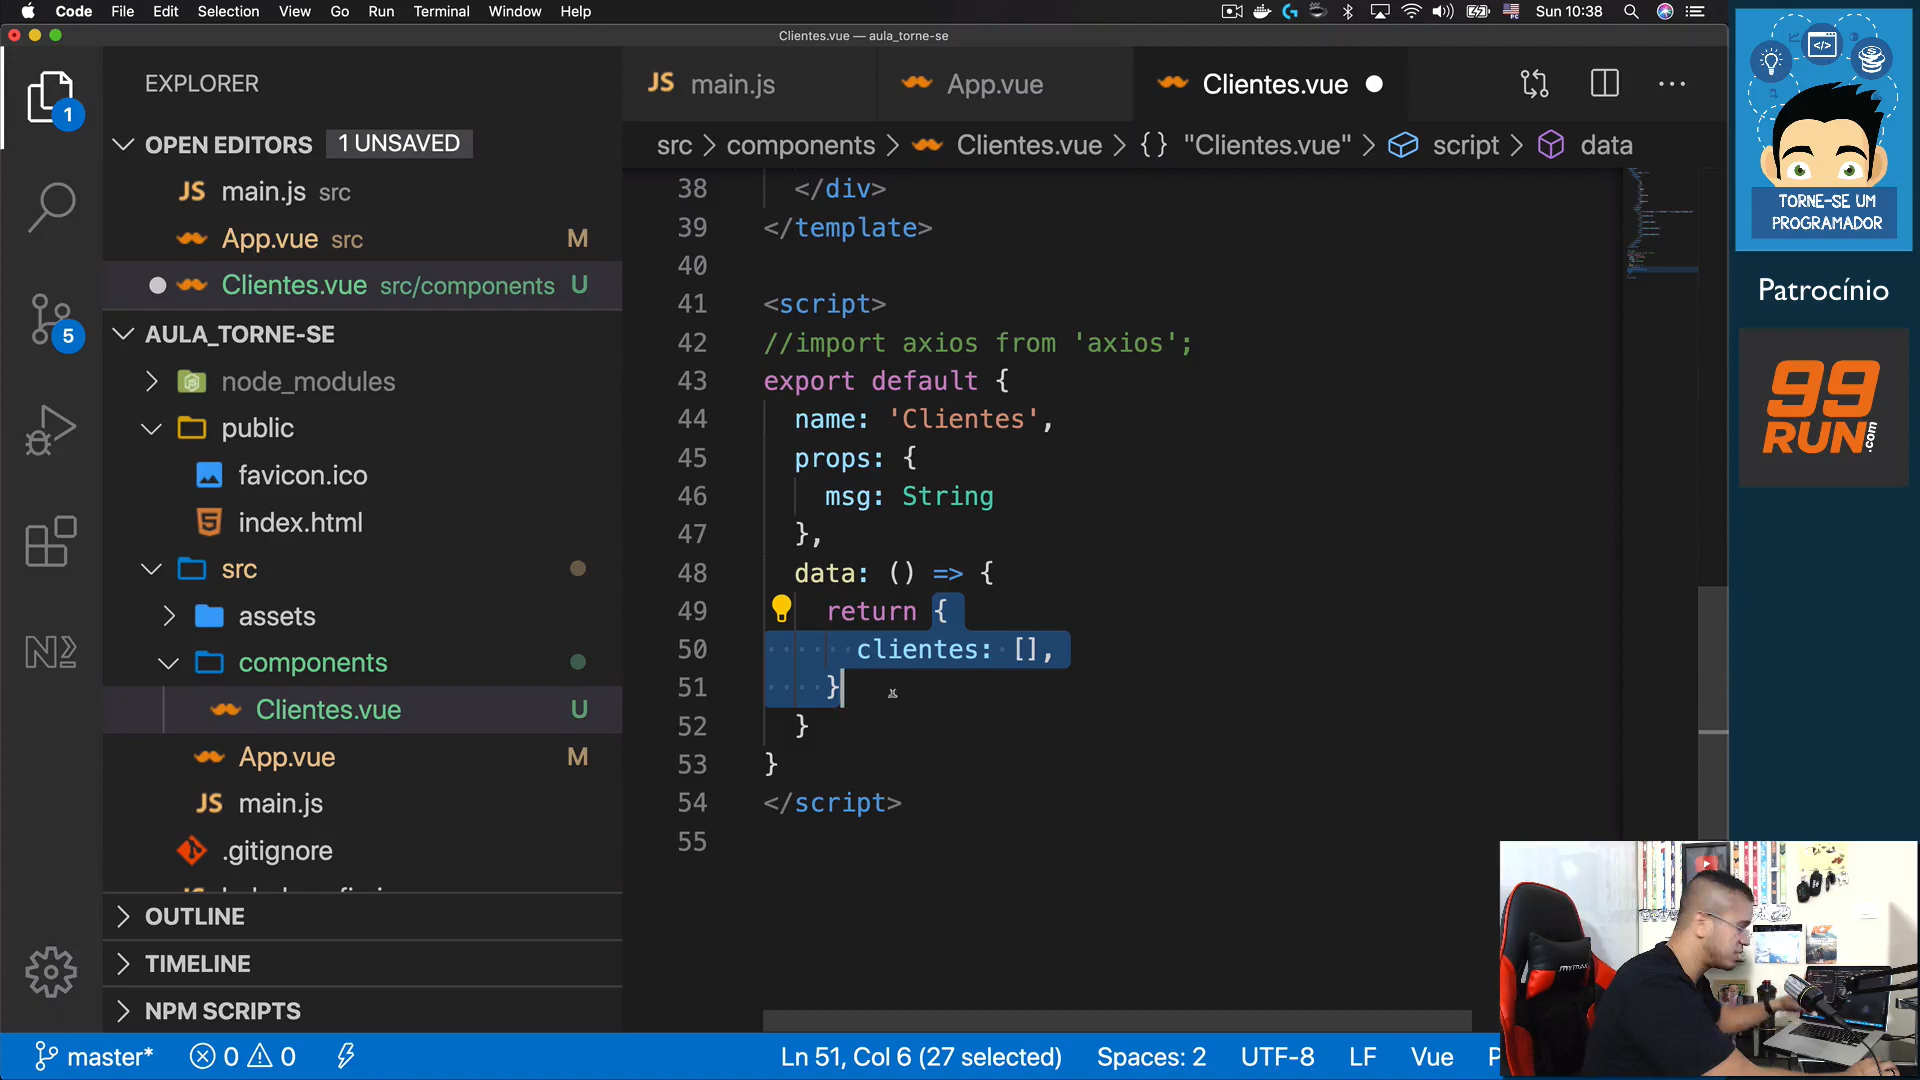 Code File Edit Selection View Go Run Terminal Window Help Sun 10:38
Clientes.vue — aula_torne-se
EXPLORER
1
OPEN EDITORS 1 UNSAVED
JS main.js src
App.vue src M
Clientes.vue src/components U
AULA_TORNE-SE
node_modules
public
favicon.ico
index.html
src
assets
components
Clientes.vue U
App.vue M
JS main.js
.gitignore
OUTLINE
TIMELINE
NPM SCRIPTS
5
JS main.js App.vue Clientes.vue
src > components > Clientes.vue > {} "Clientes.vue" > script > data
38 </div>
39 </template>
40
41 <script>
42 //import axios from 'axios';
43 export default {
44 name: 'Clientes',
45 props: {
46 msg: String
47 },
48 data: () => {
49 return {
50 clientes: [],
51 }
52 }
53 }
54 </script>
55
master* 0 0 Ln 51, Col 6 (27 selected) Spaces: 2 UTF-8 LF Vue P
</>
TORNE-SE UM
PROGRAMADOR
Patrocínio
99
RUN.com
MYMAX